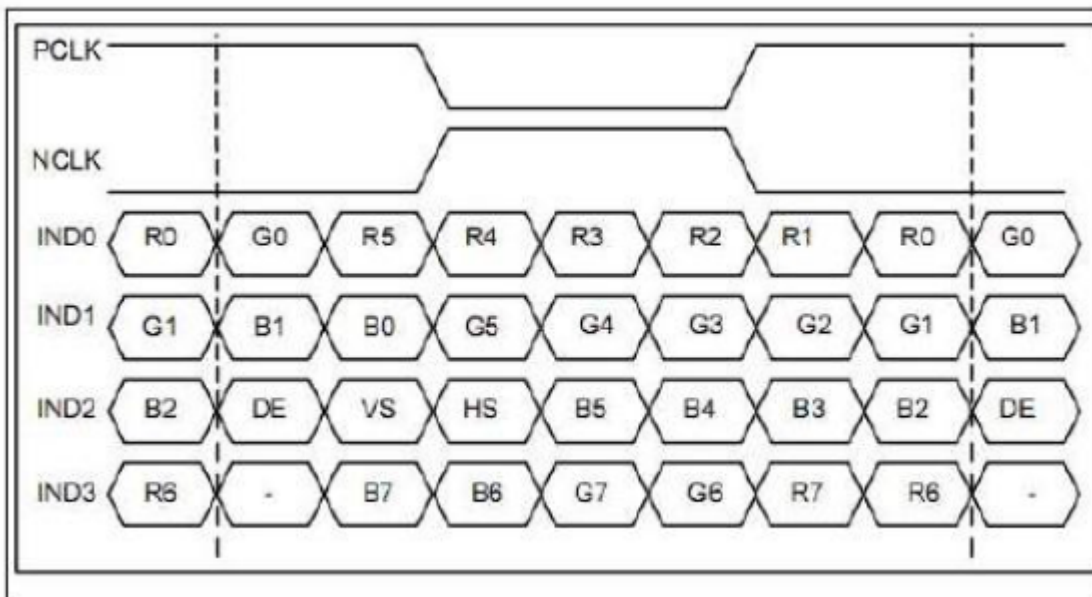 PCLK
NCLK
IND0 R0 G0 R5 R4 R3 R2 R1 R0 G0
IND1 G1 B1 B0 G5 G4 G3 G2 G1 B1
IND2 B2 DE VS HS B5 B4 B3 B2 DE
IND3 R6 - B7 B6 G7 G6 R7 R6 -